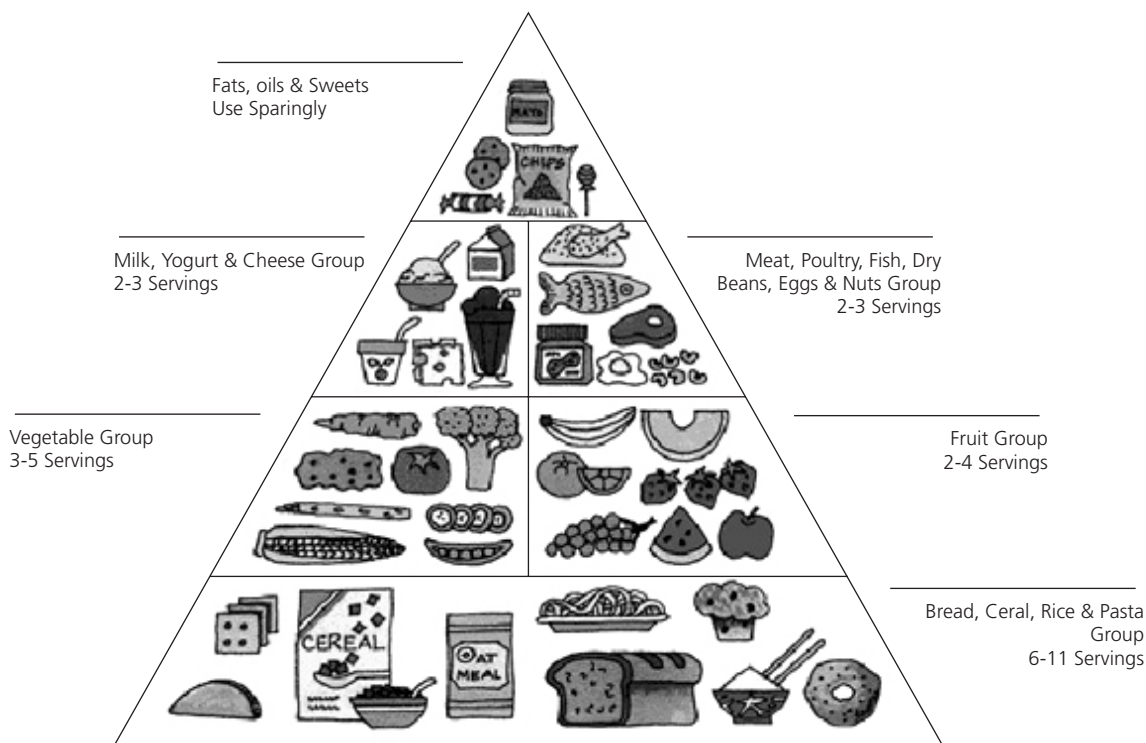 Fats, oils & Sweets
Use Sparingly
MAYO
CHIPS
Milk, Yogurt & Cheese Group
2-3 Servings
Meat, Poultry, Fish, Dry
Beans, Eggs & Nuts Group
2-3 Servings
Vegetable Group
3-5 Servings
Fruit Group
2-4 Servings
Bread, Ceral, Rice & Pasta
Group
6-11 Servings
CEREAL
OAT
MEAL